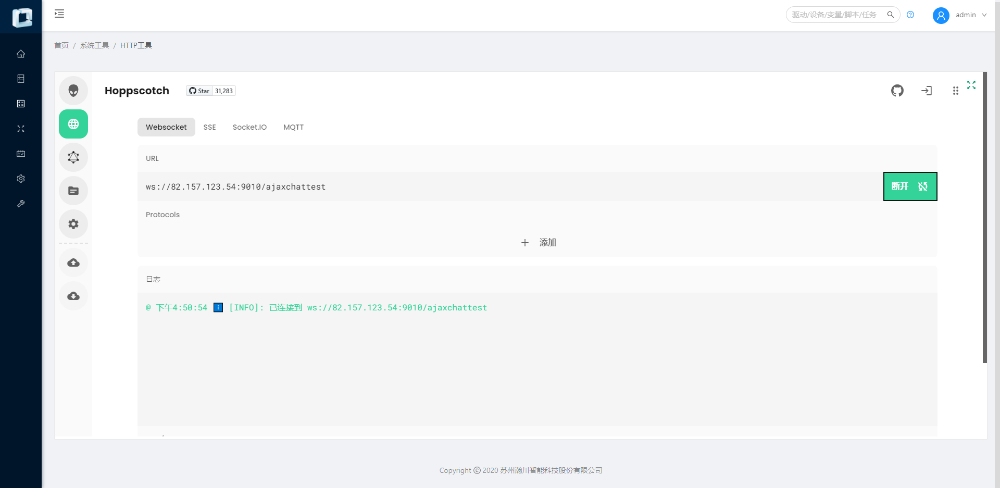 驱动/设备/变量/脚本/任务
admin
首页 / 系统工具 / HTTP工具
Hoppscotch
Star 31,283
Websocket SSE Socket.IO MQTT
URL
ws://82.157.123.54:9010/ajaxchattest
断开
Protocols
添加
日志
@ 下午4:50:54 ℹ [INFO]: 已连接到 ws://82.157.123.54:9010/ajaxchattest
Copyright © 2020 苏州瀚川智能科技股份有限公司